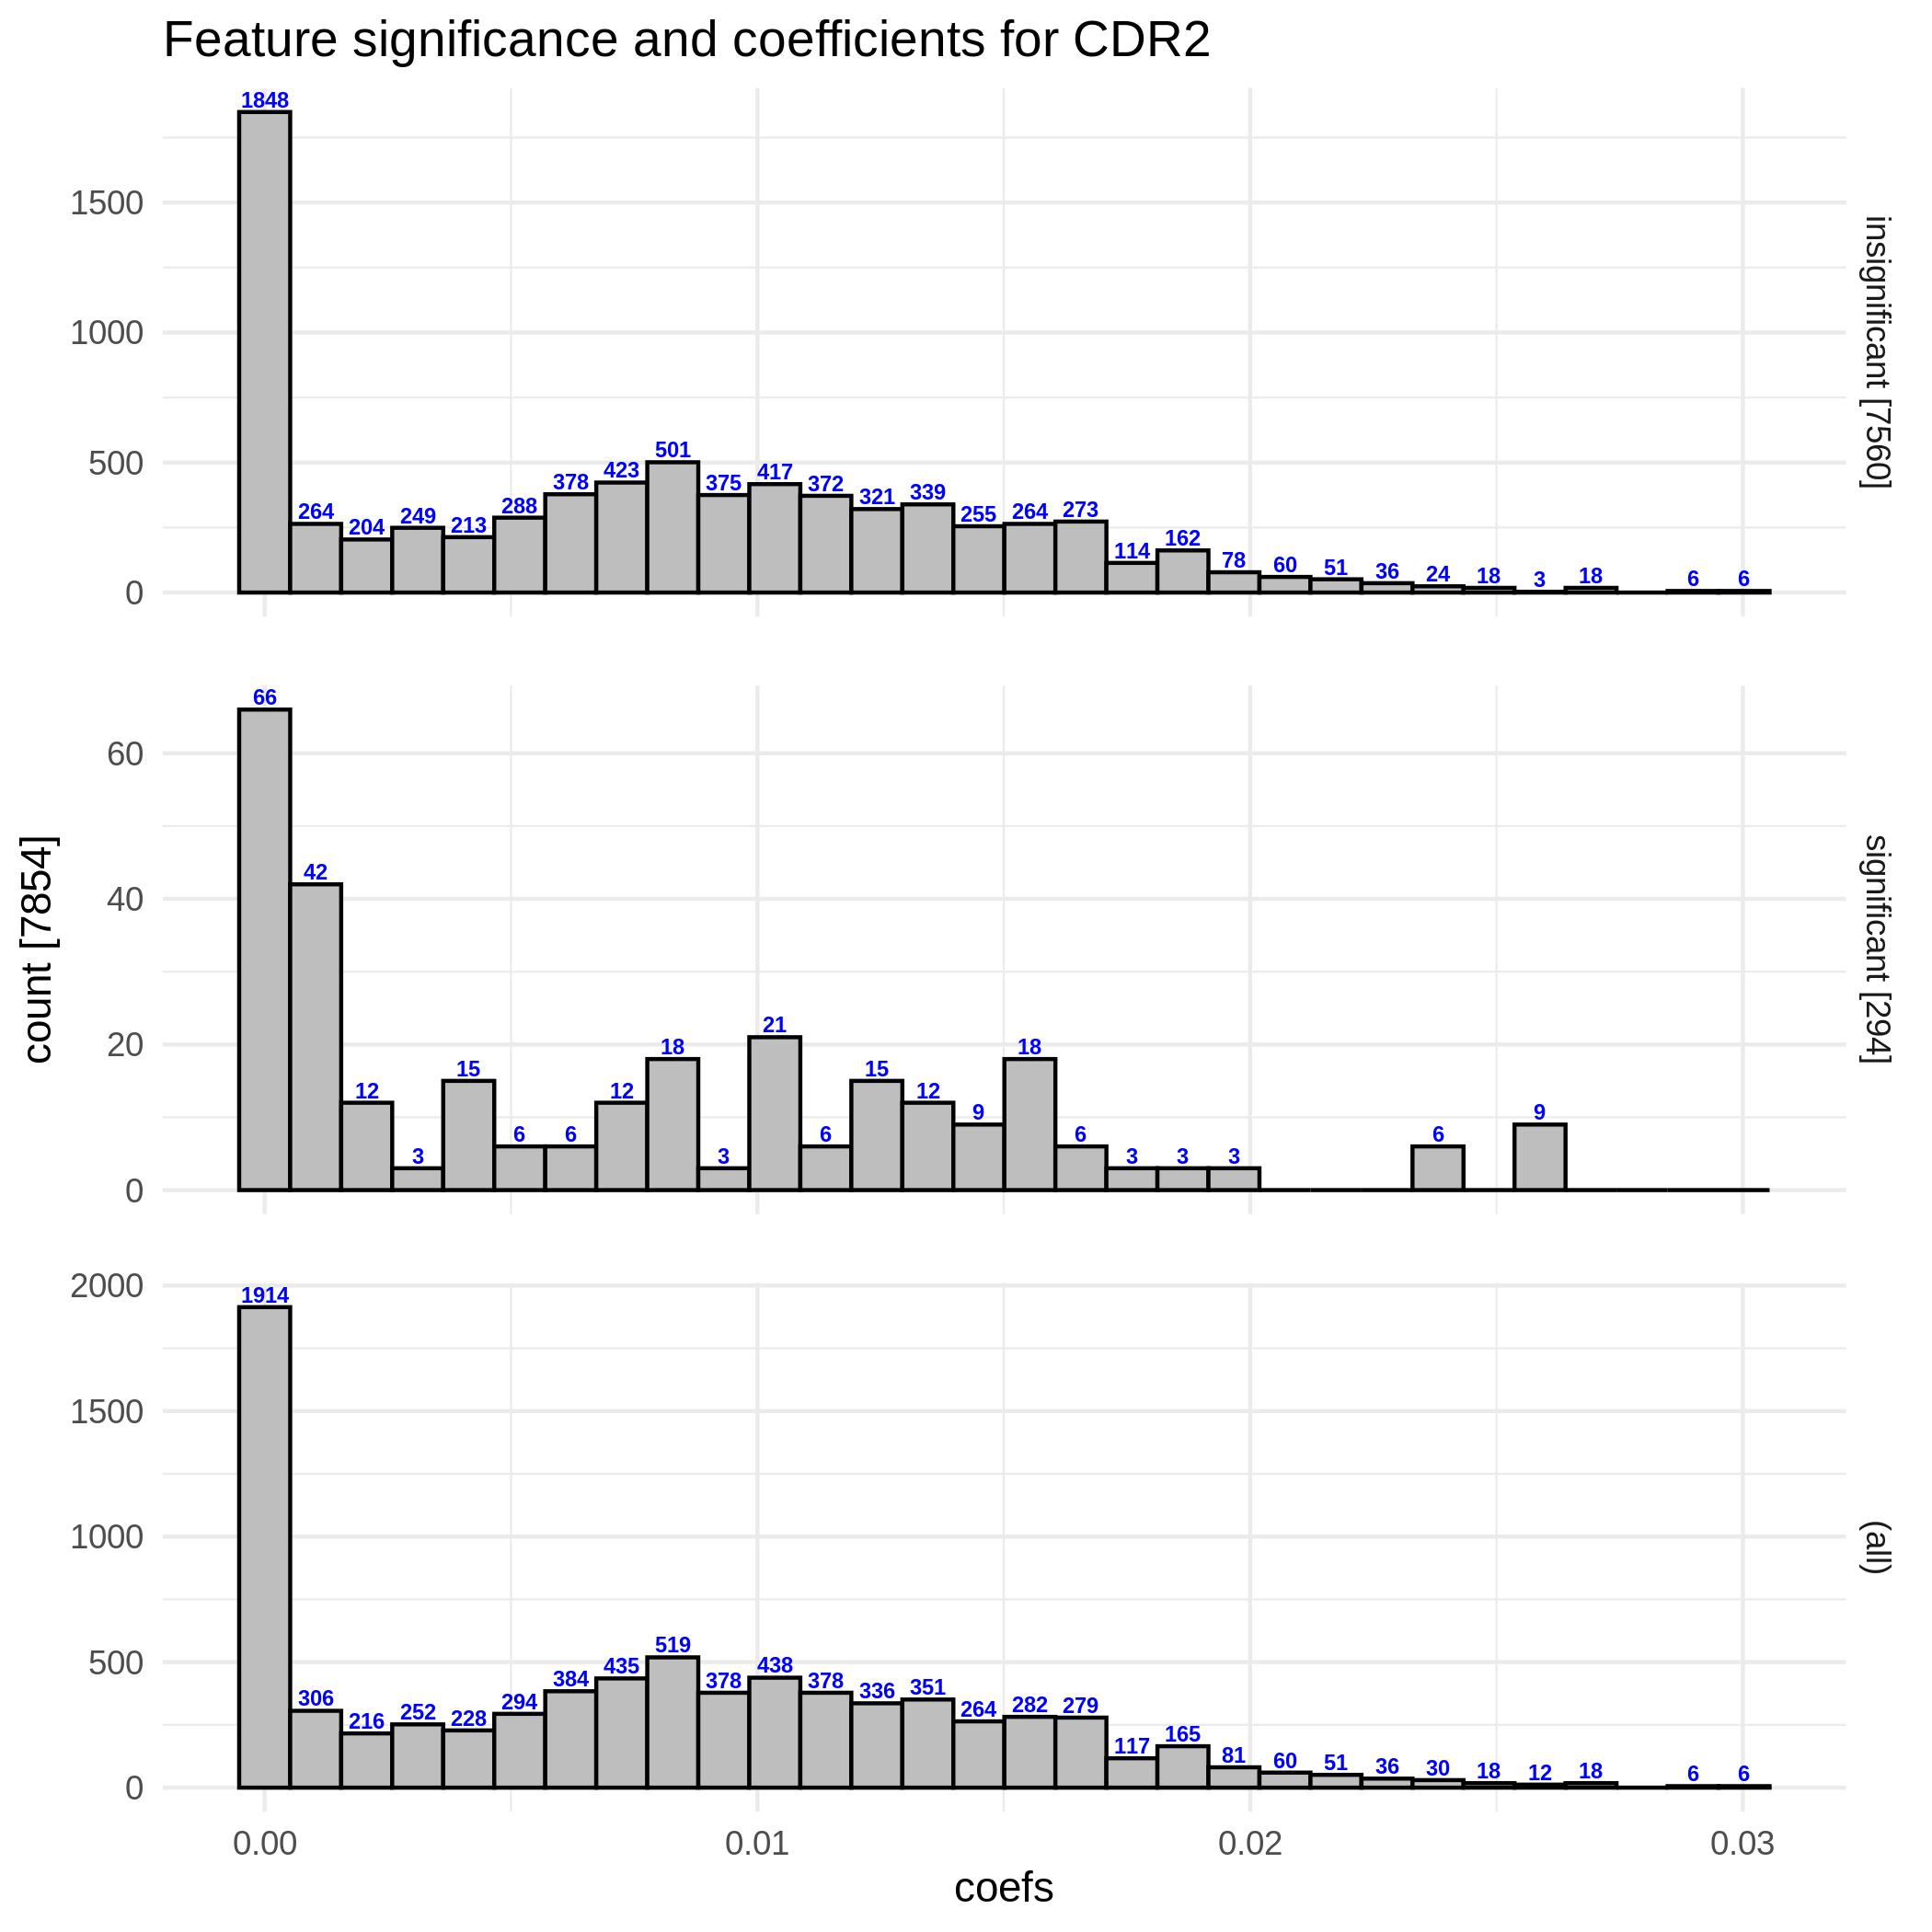 Feature significance and coefficients for CDR2
count [7854]
1848
264 204 249 213 288 378 423 501 375 417 372 321 339 255 264 273 114 162 78 60 51 36 24 18 3 18 6 6
1500
1000
500
0
insignificant [7560]
66
42
12 3 15 6 6 12 18 3 21 6 15 12 9 18 6 3 3 3 6 9
60
40
20
0
significant [294]
2000
1914
306 216 252 228 294 384 435 519 378 438 378 336 351 264 282 279 117 165 81 60 51 36 30 18 12 18 6 6
1500
1000
500
0
(all)
0.00 0.01 0.02 0.03
coefs